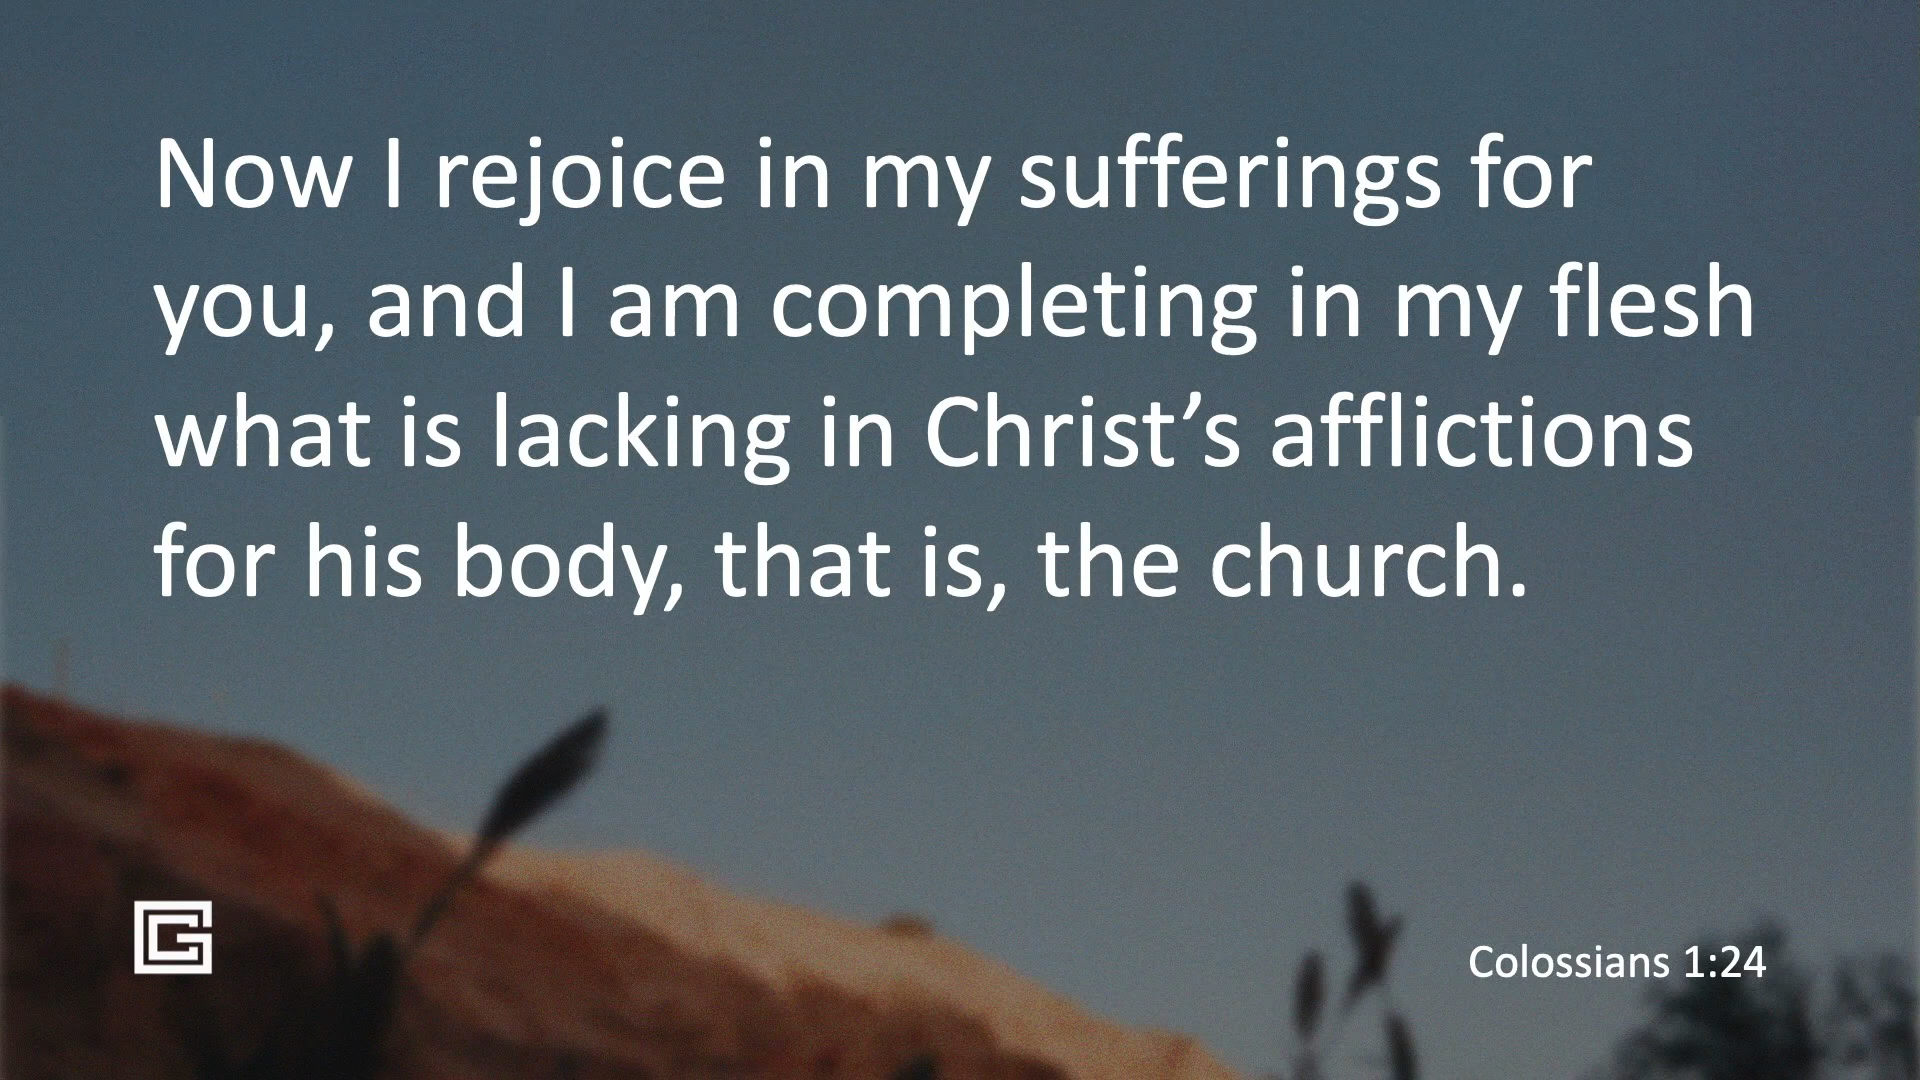 Now I rejoice in my sufferings for
you, and I am completing in my flesh
what is lacking in Christ’s afflictions
for his body, that is, the church.
Colossians 1:24